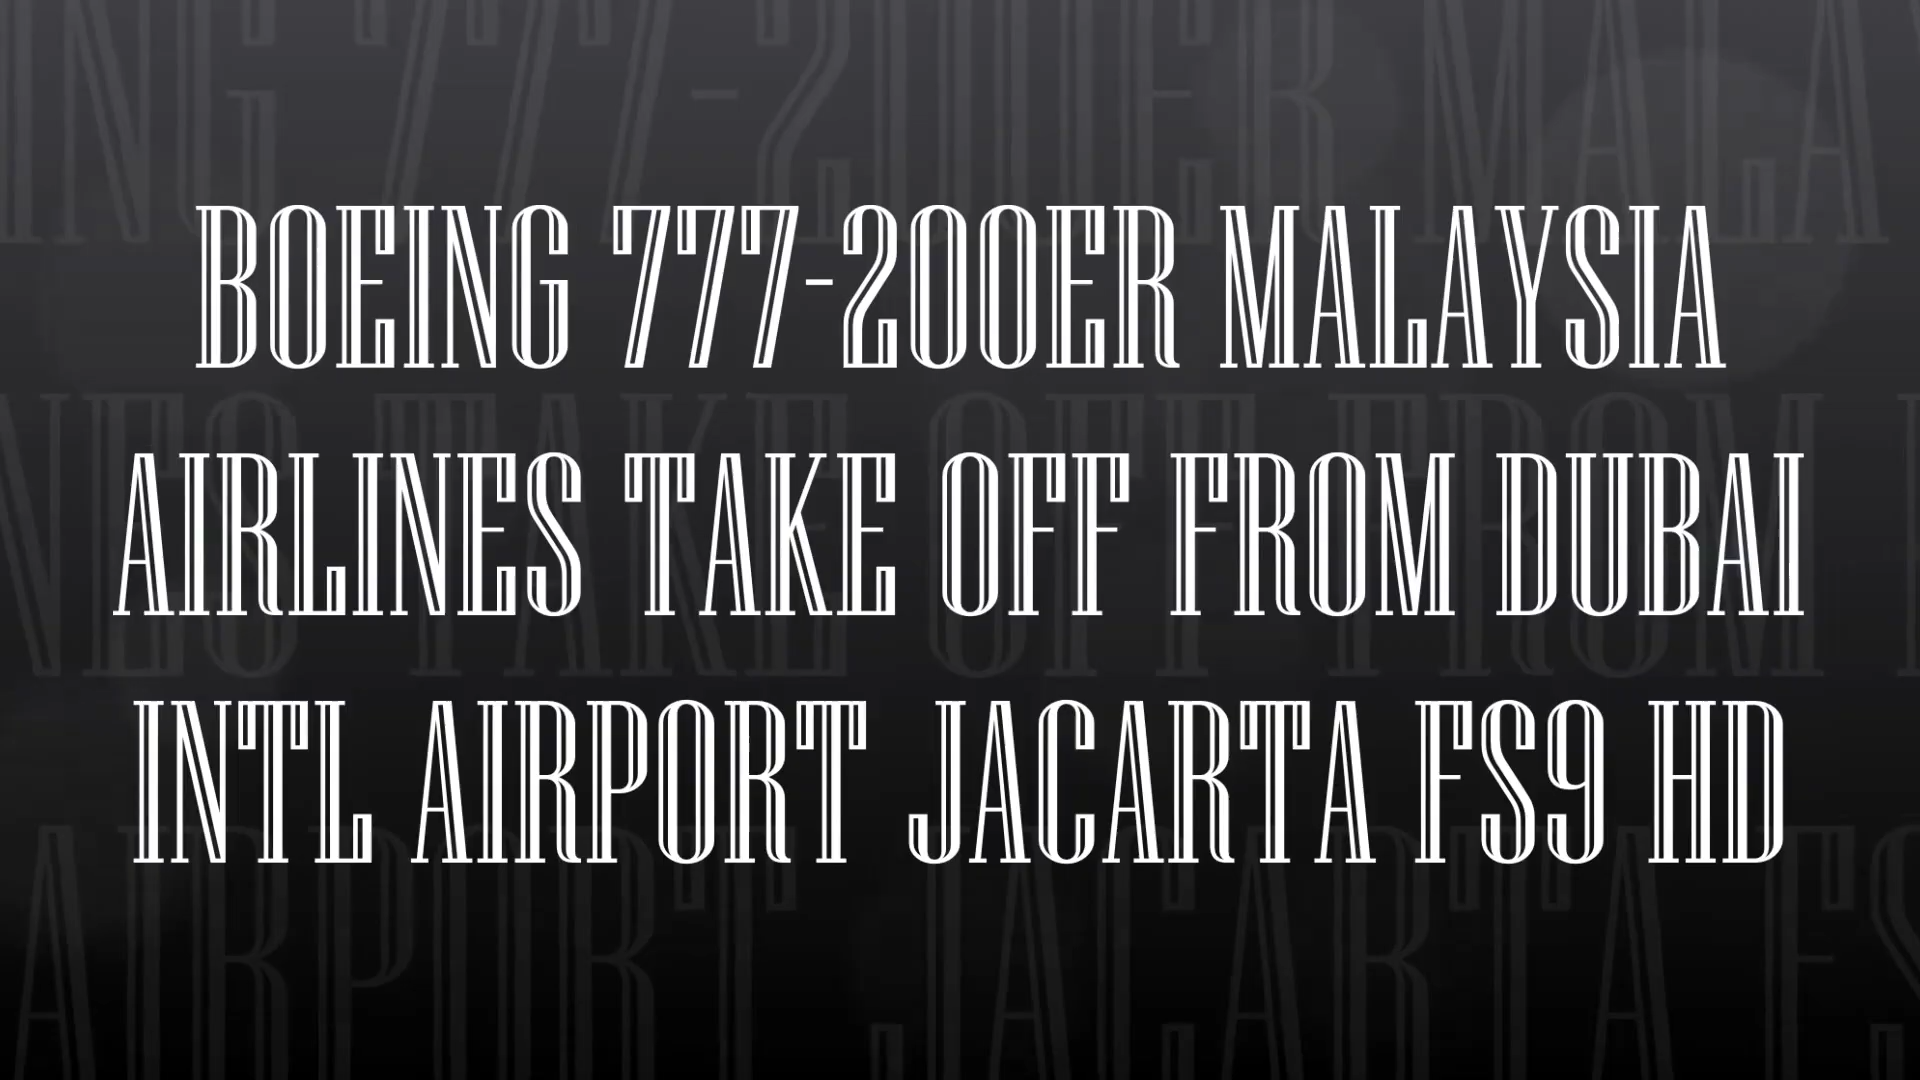 BOEING 777-200ER MALAYSIA
AIRLINES TAKE OFF FROM DUBAI
INTL AIRPORT JACARTA FS9 HD